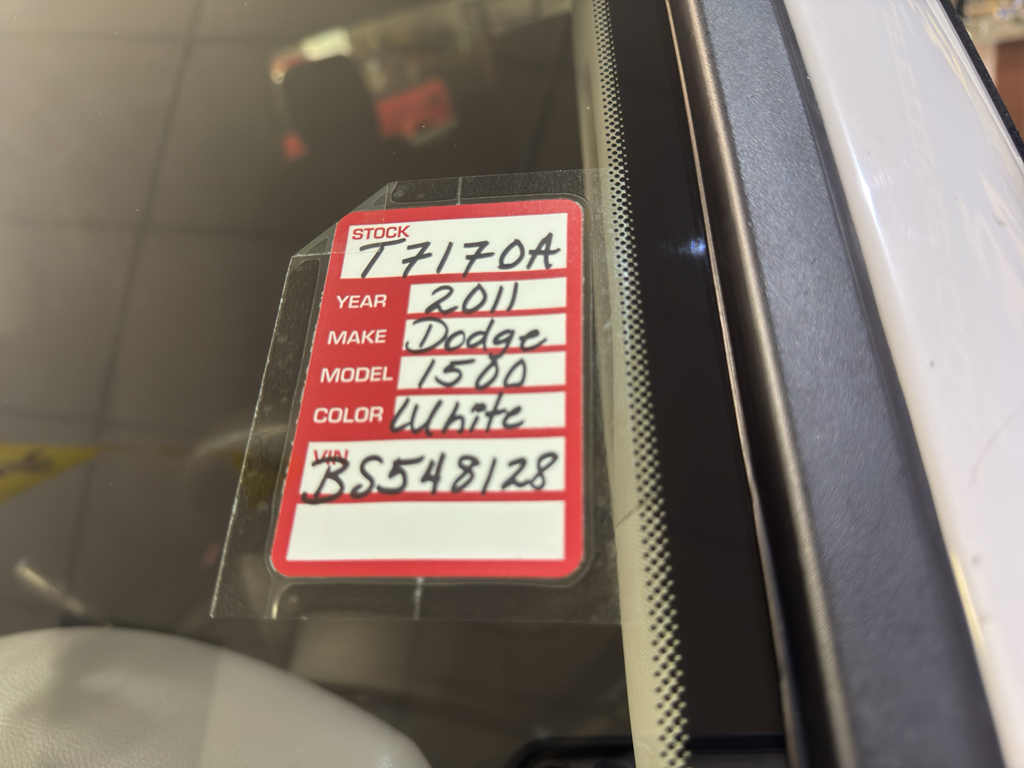 STOCK
T7170A
YEAR 2011
MAKE Dodge
MODEL 1500
COLOR White
VIN
BS548128